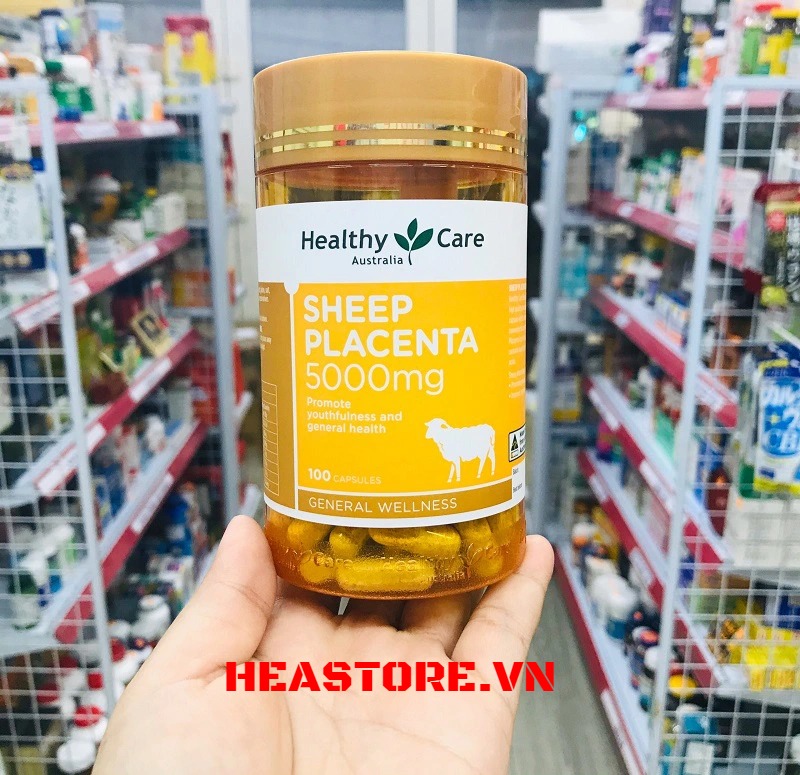 Healthy Care
Australia
SHEEP
PLACENTA
5000mg
Promote
youthfulness and
general health
100 CAPSULES
GENERAL WELLNESS
HEASTORE.VN